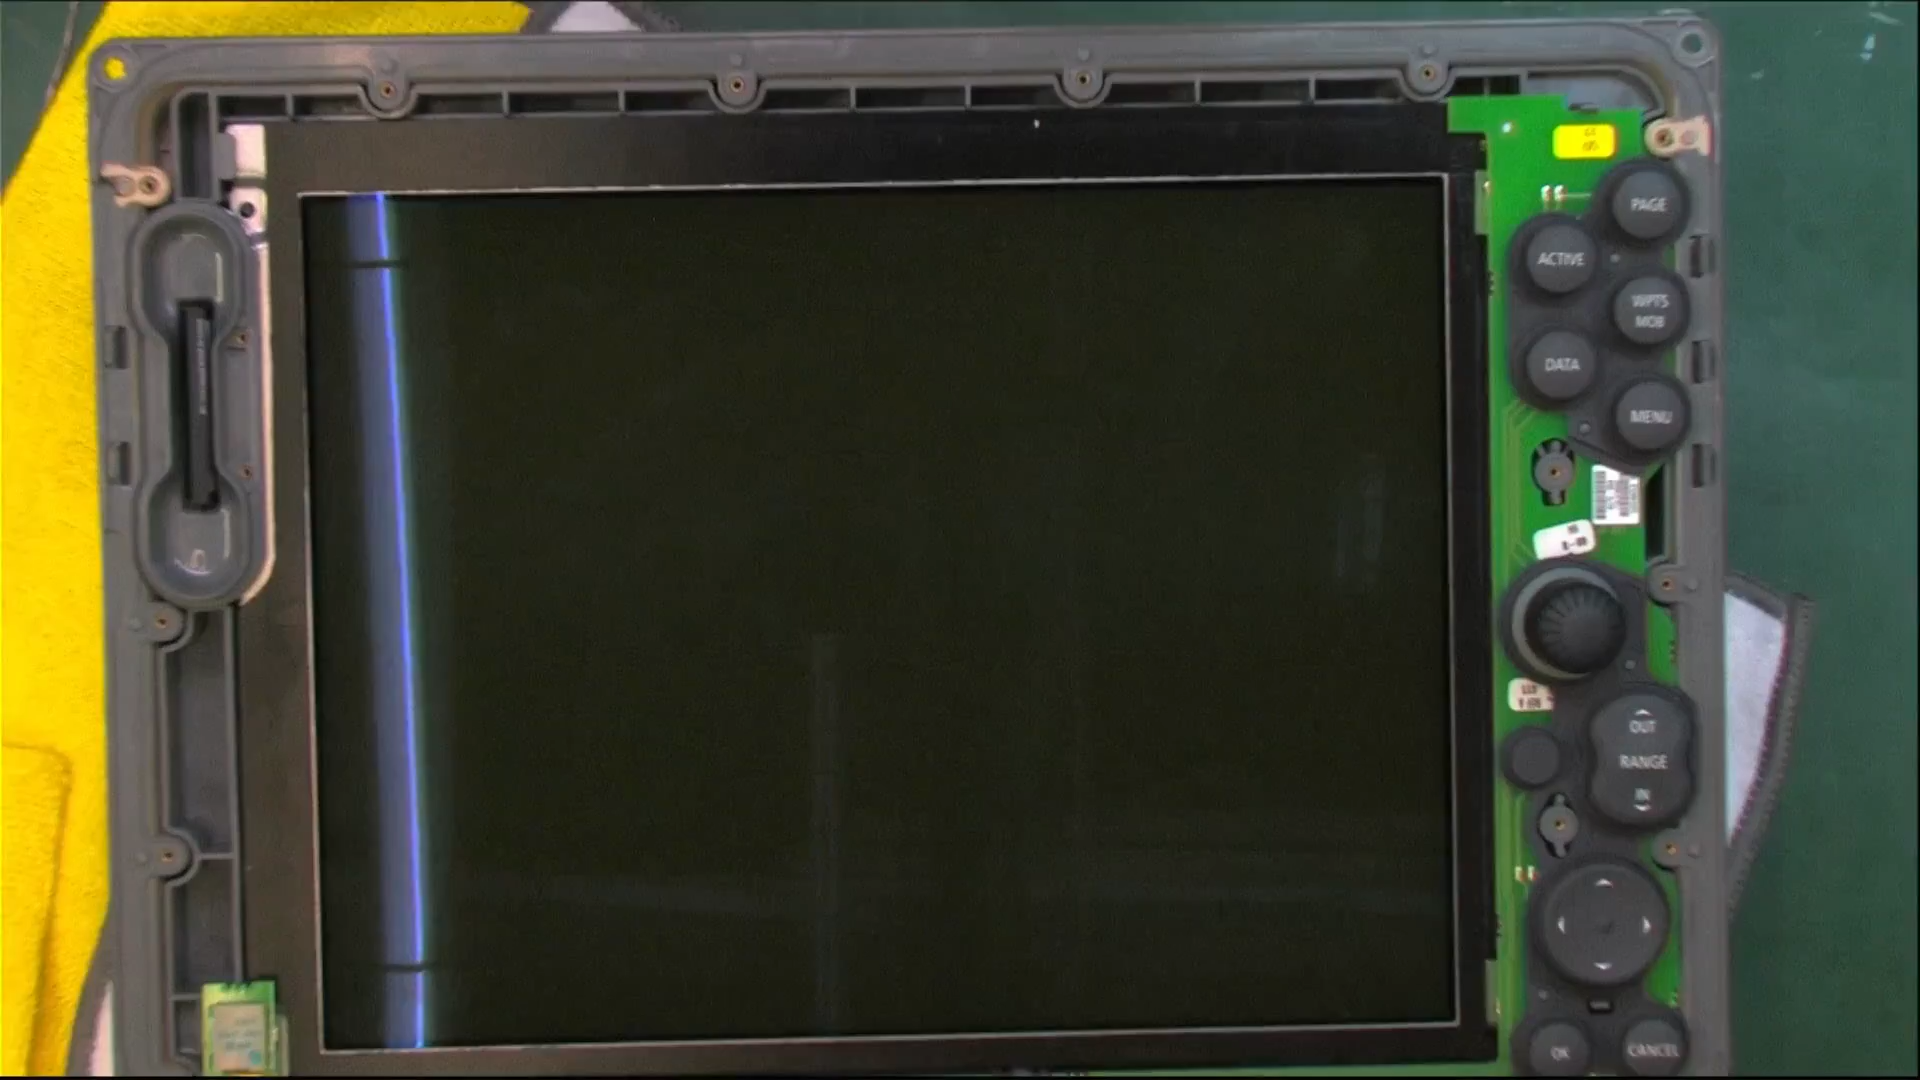 PAGE
ACTIVE
WPTS
MOB
DATA
MENU
OUT
RANGE
IN
OK
CANCEL